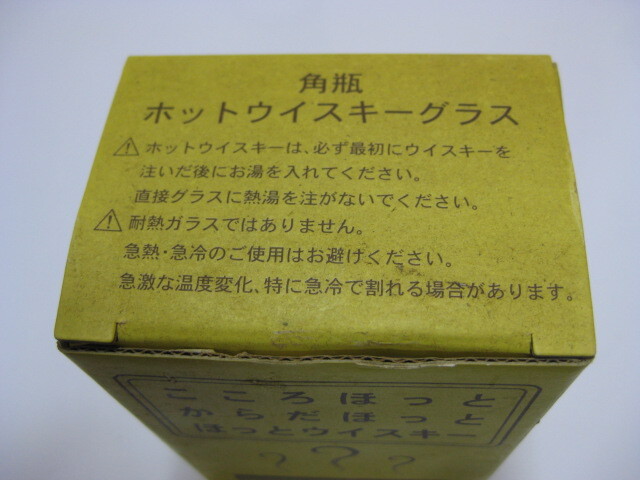 角瓶
ホットウイスキーグラス
⚠ホットウイスキーは、必ず最初にウイスキーを
注いだ後にお湯を入れてください。
直接グラスに熱湯を注がないでください。
⚠耐熱ガラスではありません。
急熱・急冷のご使用はお避けください。
急激な温度変化、特に急冷で割れる場合があります。
こころほっと
からだほっと
ほっとウイスキー